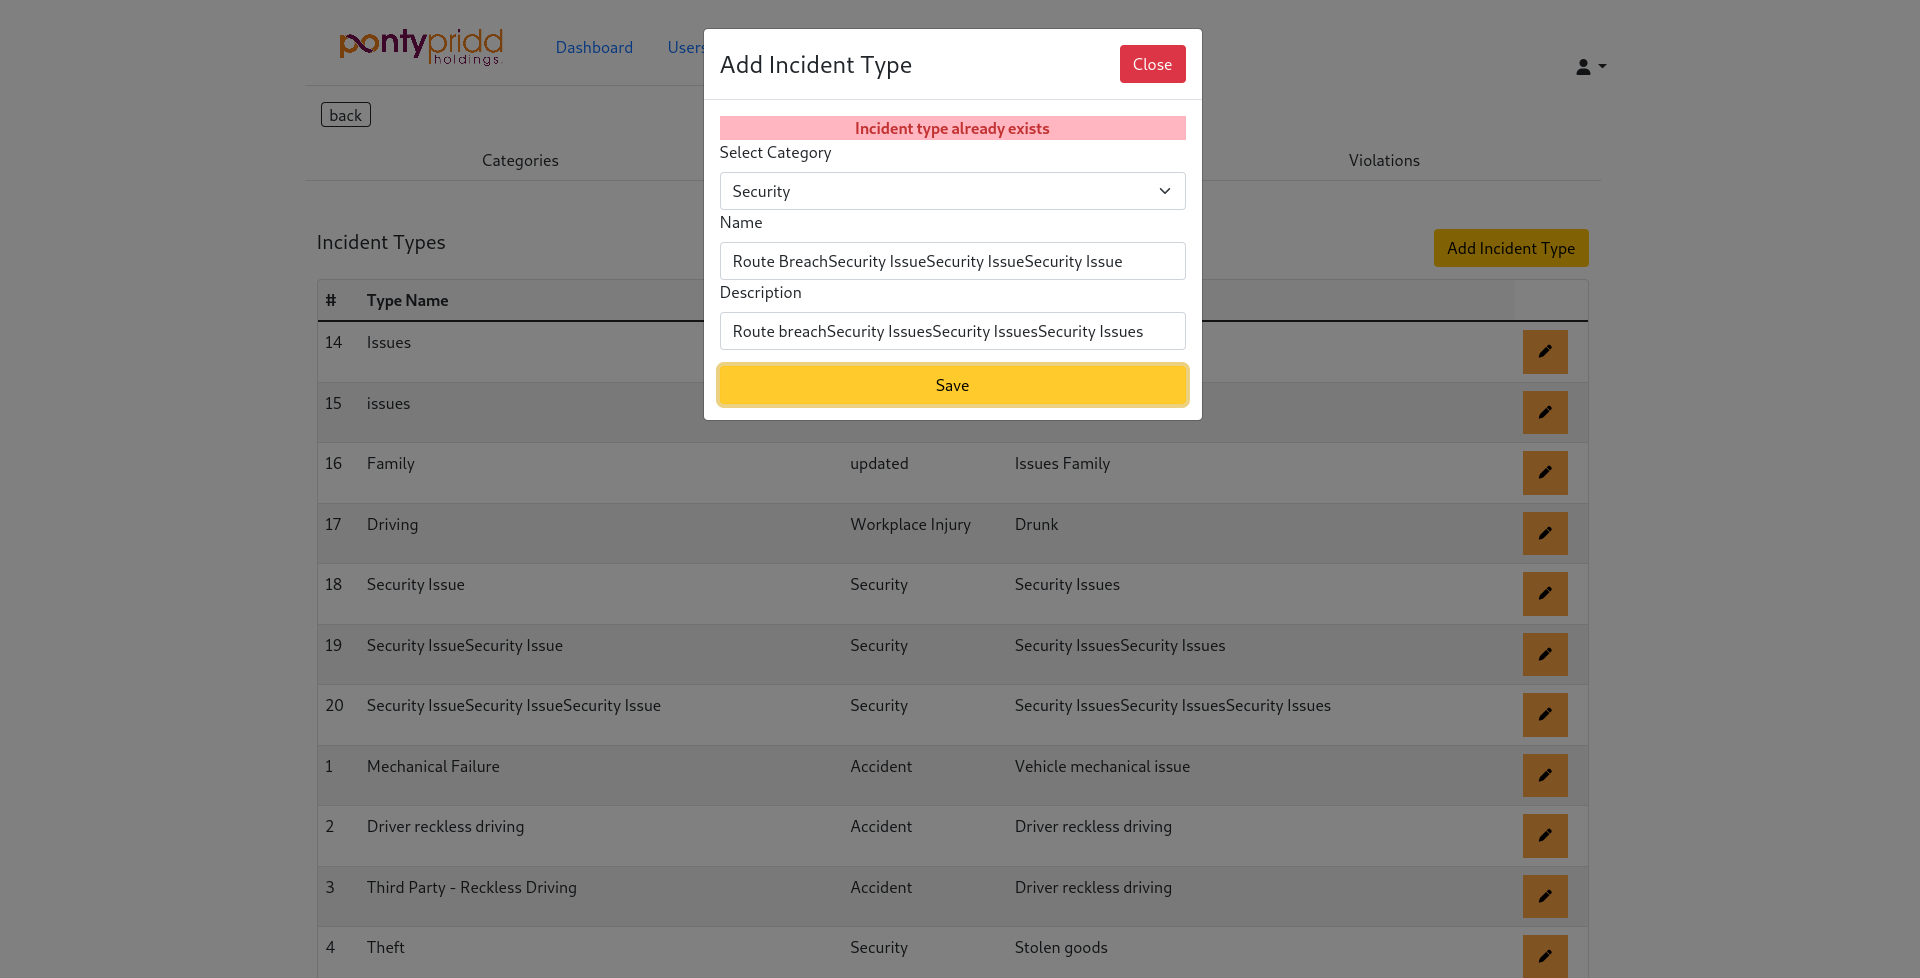 pontypridd
holdings
Dashboard Users
back
Categories Violations
Incident Types
Add Incident Type
# Type Name
14 Issues
15 issues
16 Family updated Issues Family
17 Driving Workplace Injury Drunk
18 Security Issue Security Security Issues
19 Security IssueSecurity Issue Security Security IssuesSecurity Issues
20 Security IssueSecurity IssueSecurity Issue Security Security IssuesSecurity IssuesSecurity Issues
1 Mechanical Failure Accident Vehicle mechanical issue
2 Driver reckless driving Accident Driver reckless driving
3 Third Party - Reckless Driving Accident Driver reckless driving
4 Theft Security Stolen goods
Add Incident Type
Close
Incident type already exists
Select Category
Security
Name
Route BreachSecurity IssueSecurity IssueSecurity Issue
Description
Route breachSecurity IssuesSecurity IssuesSecurity Issues
Save